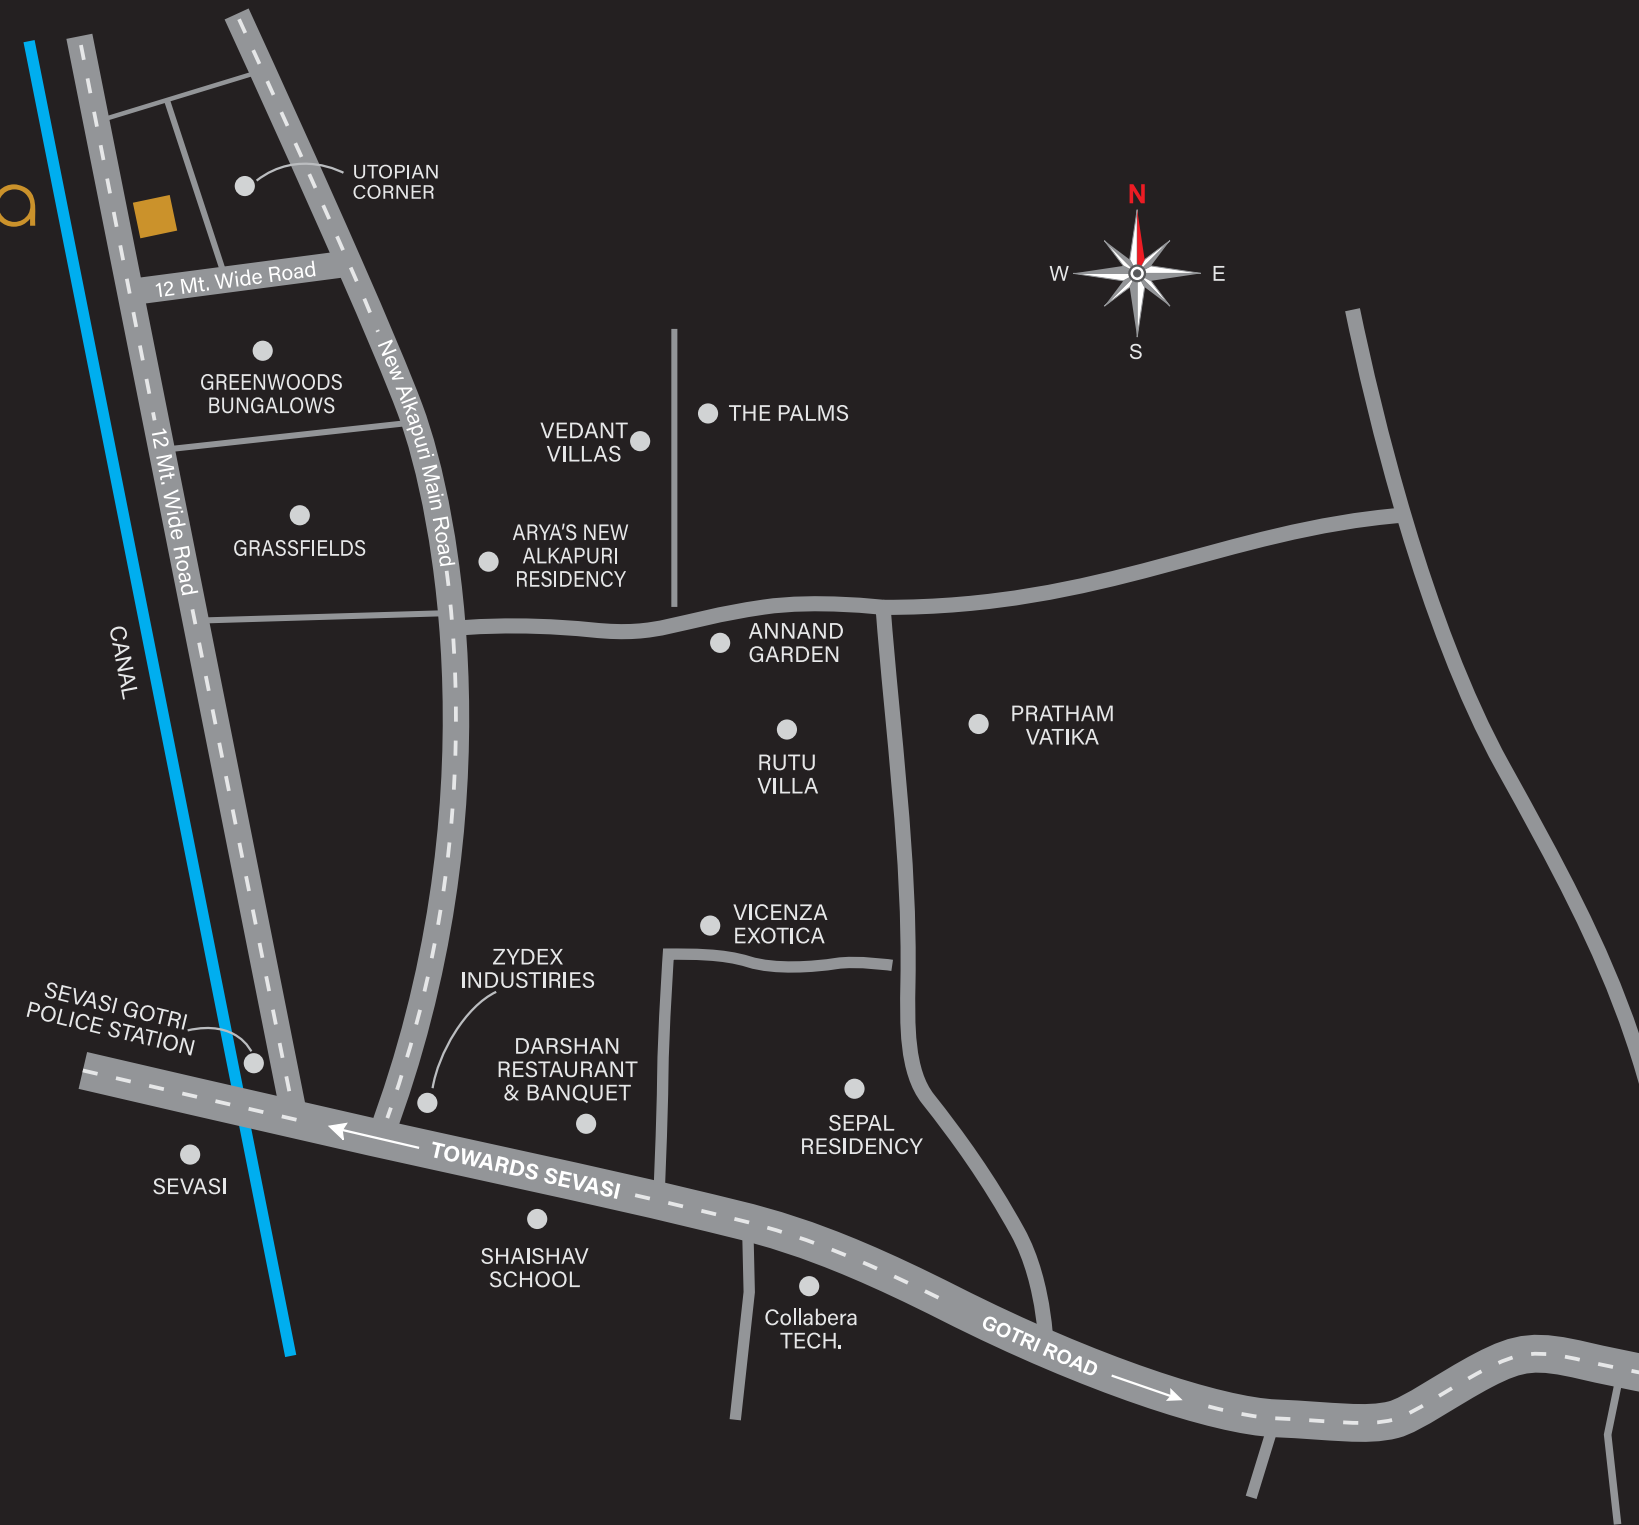 UTOPIAN
CORNER
a
N
W
E
S
12 Mt. Wide Road
GREENWOODS
BUNGALOWS
New Alkapuri Main Road
THE PALMS
VEDANT
VILLAS
12 Mt. Wide Road
GRASSFIELDS
ARYA'S NEW
ALKAPURI
RESIDENCY
ANNAND
GARDEN
CANAL
PRATHAM
VATIKA
RUTU
VILLA
VICENZA
EXOTICA
ZYDEX
INDUSTIRIES
SEVASI GOTRI
POLICE STATION
DARSHAN
RESTAURANT
& BANQUET
SEPAL
RESIDENCY
TOWARDS SEVASI
SEVASI
SHAISHAV
SCHOOL
Collabera
TECH.
GOTRI ROAD